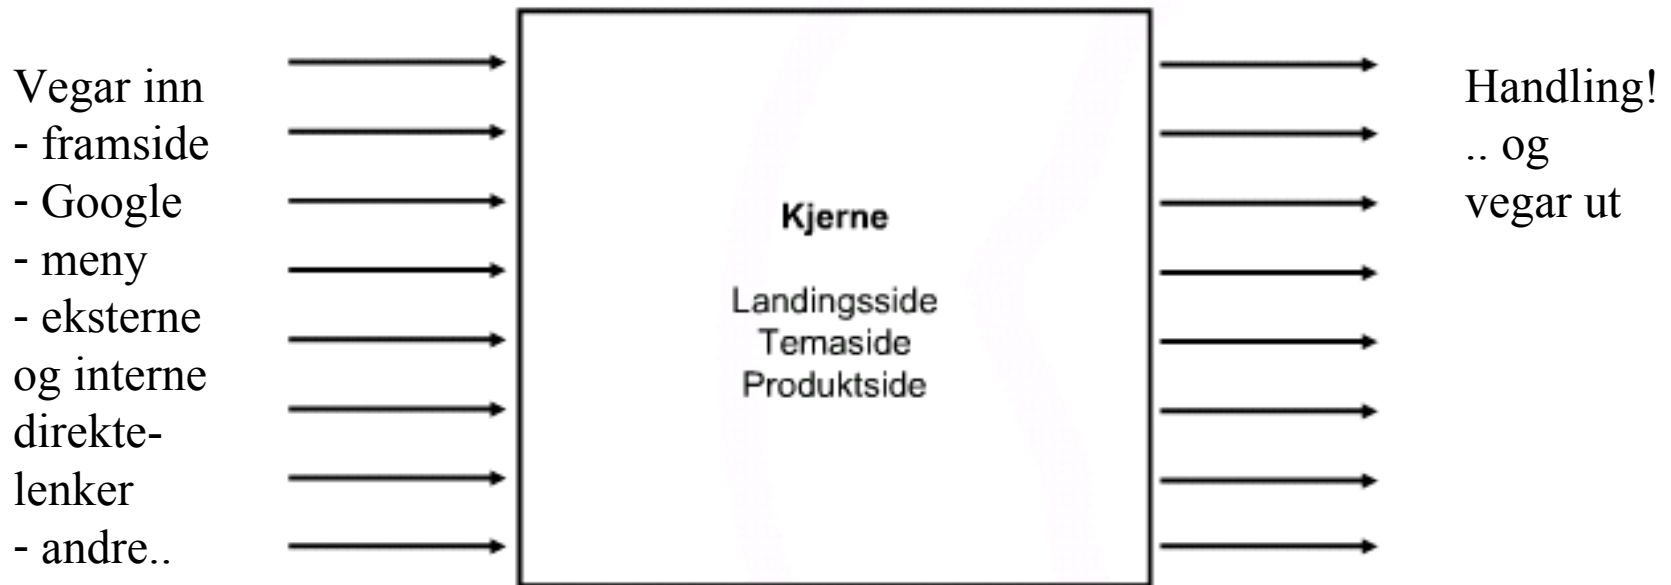 Vegar inn
- framside
- Google
- meny
- eksterne
og interne
direkte-
lenker
- andre..
Kjerne
Landingsside
Temaside
Produktside
Handling!
.. og
vegar ut